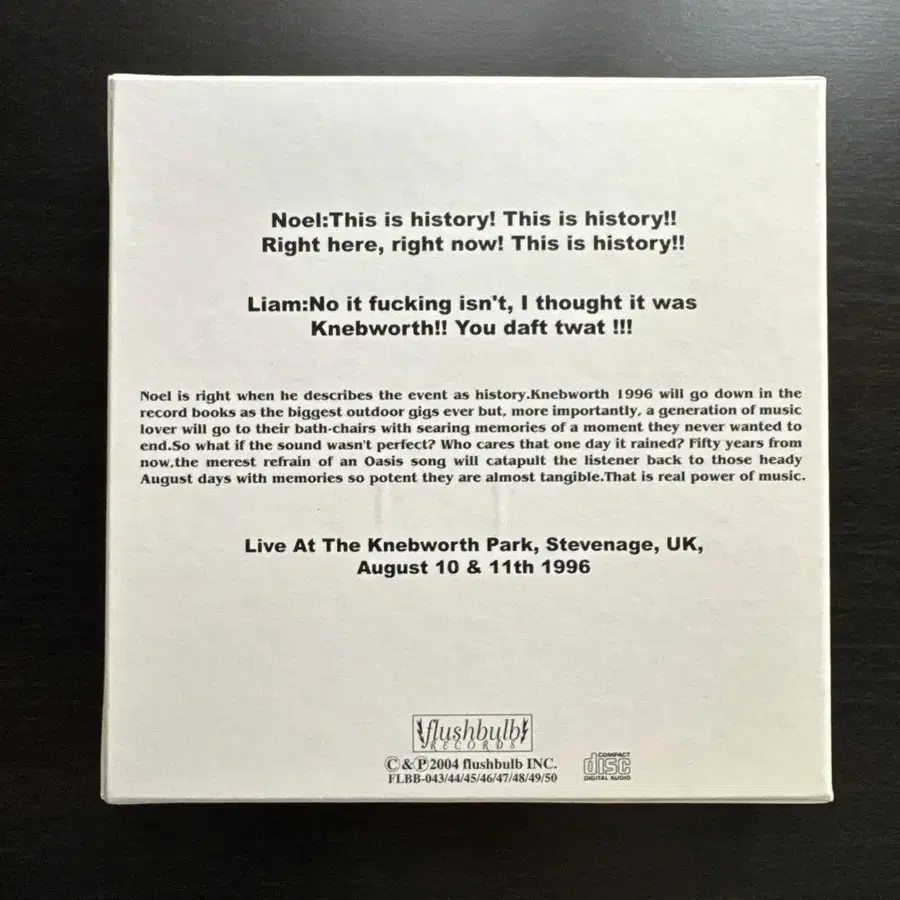 Noel:This is history! This is history!!
Right here, right now! This is history!!
Liam:No it fucking isn't, I thought it was
Knebworth!! You daft twat !!!
Noel is right when he describes the event as history.Knebworth 1996 will go down in the
record books as the biggest outdoor gigs ever but, more importantly, a generation of music
lover will go to their bath-chairs with searing memories of a moment they never wanted to
end.So what if the sound wasn't perfect? Who cares that one day it rained? Fifty years from
now,the merest refrain of an Oasis song will catapult the listener back to those heady
August days with memories so potent they are almost tangible.That is real power of music.
Live At The Knebworth Park, Stevenage, UK,
August 10 & 11th 1996
flushbulb
RECORDS
©&℗2004 flushbulb INC.
FLBB-043/44/45/46/47/48/49/50
COMPACT
disc
DIGITAL AUDIO